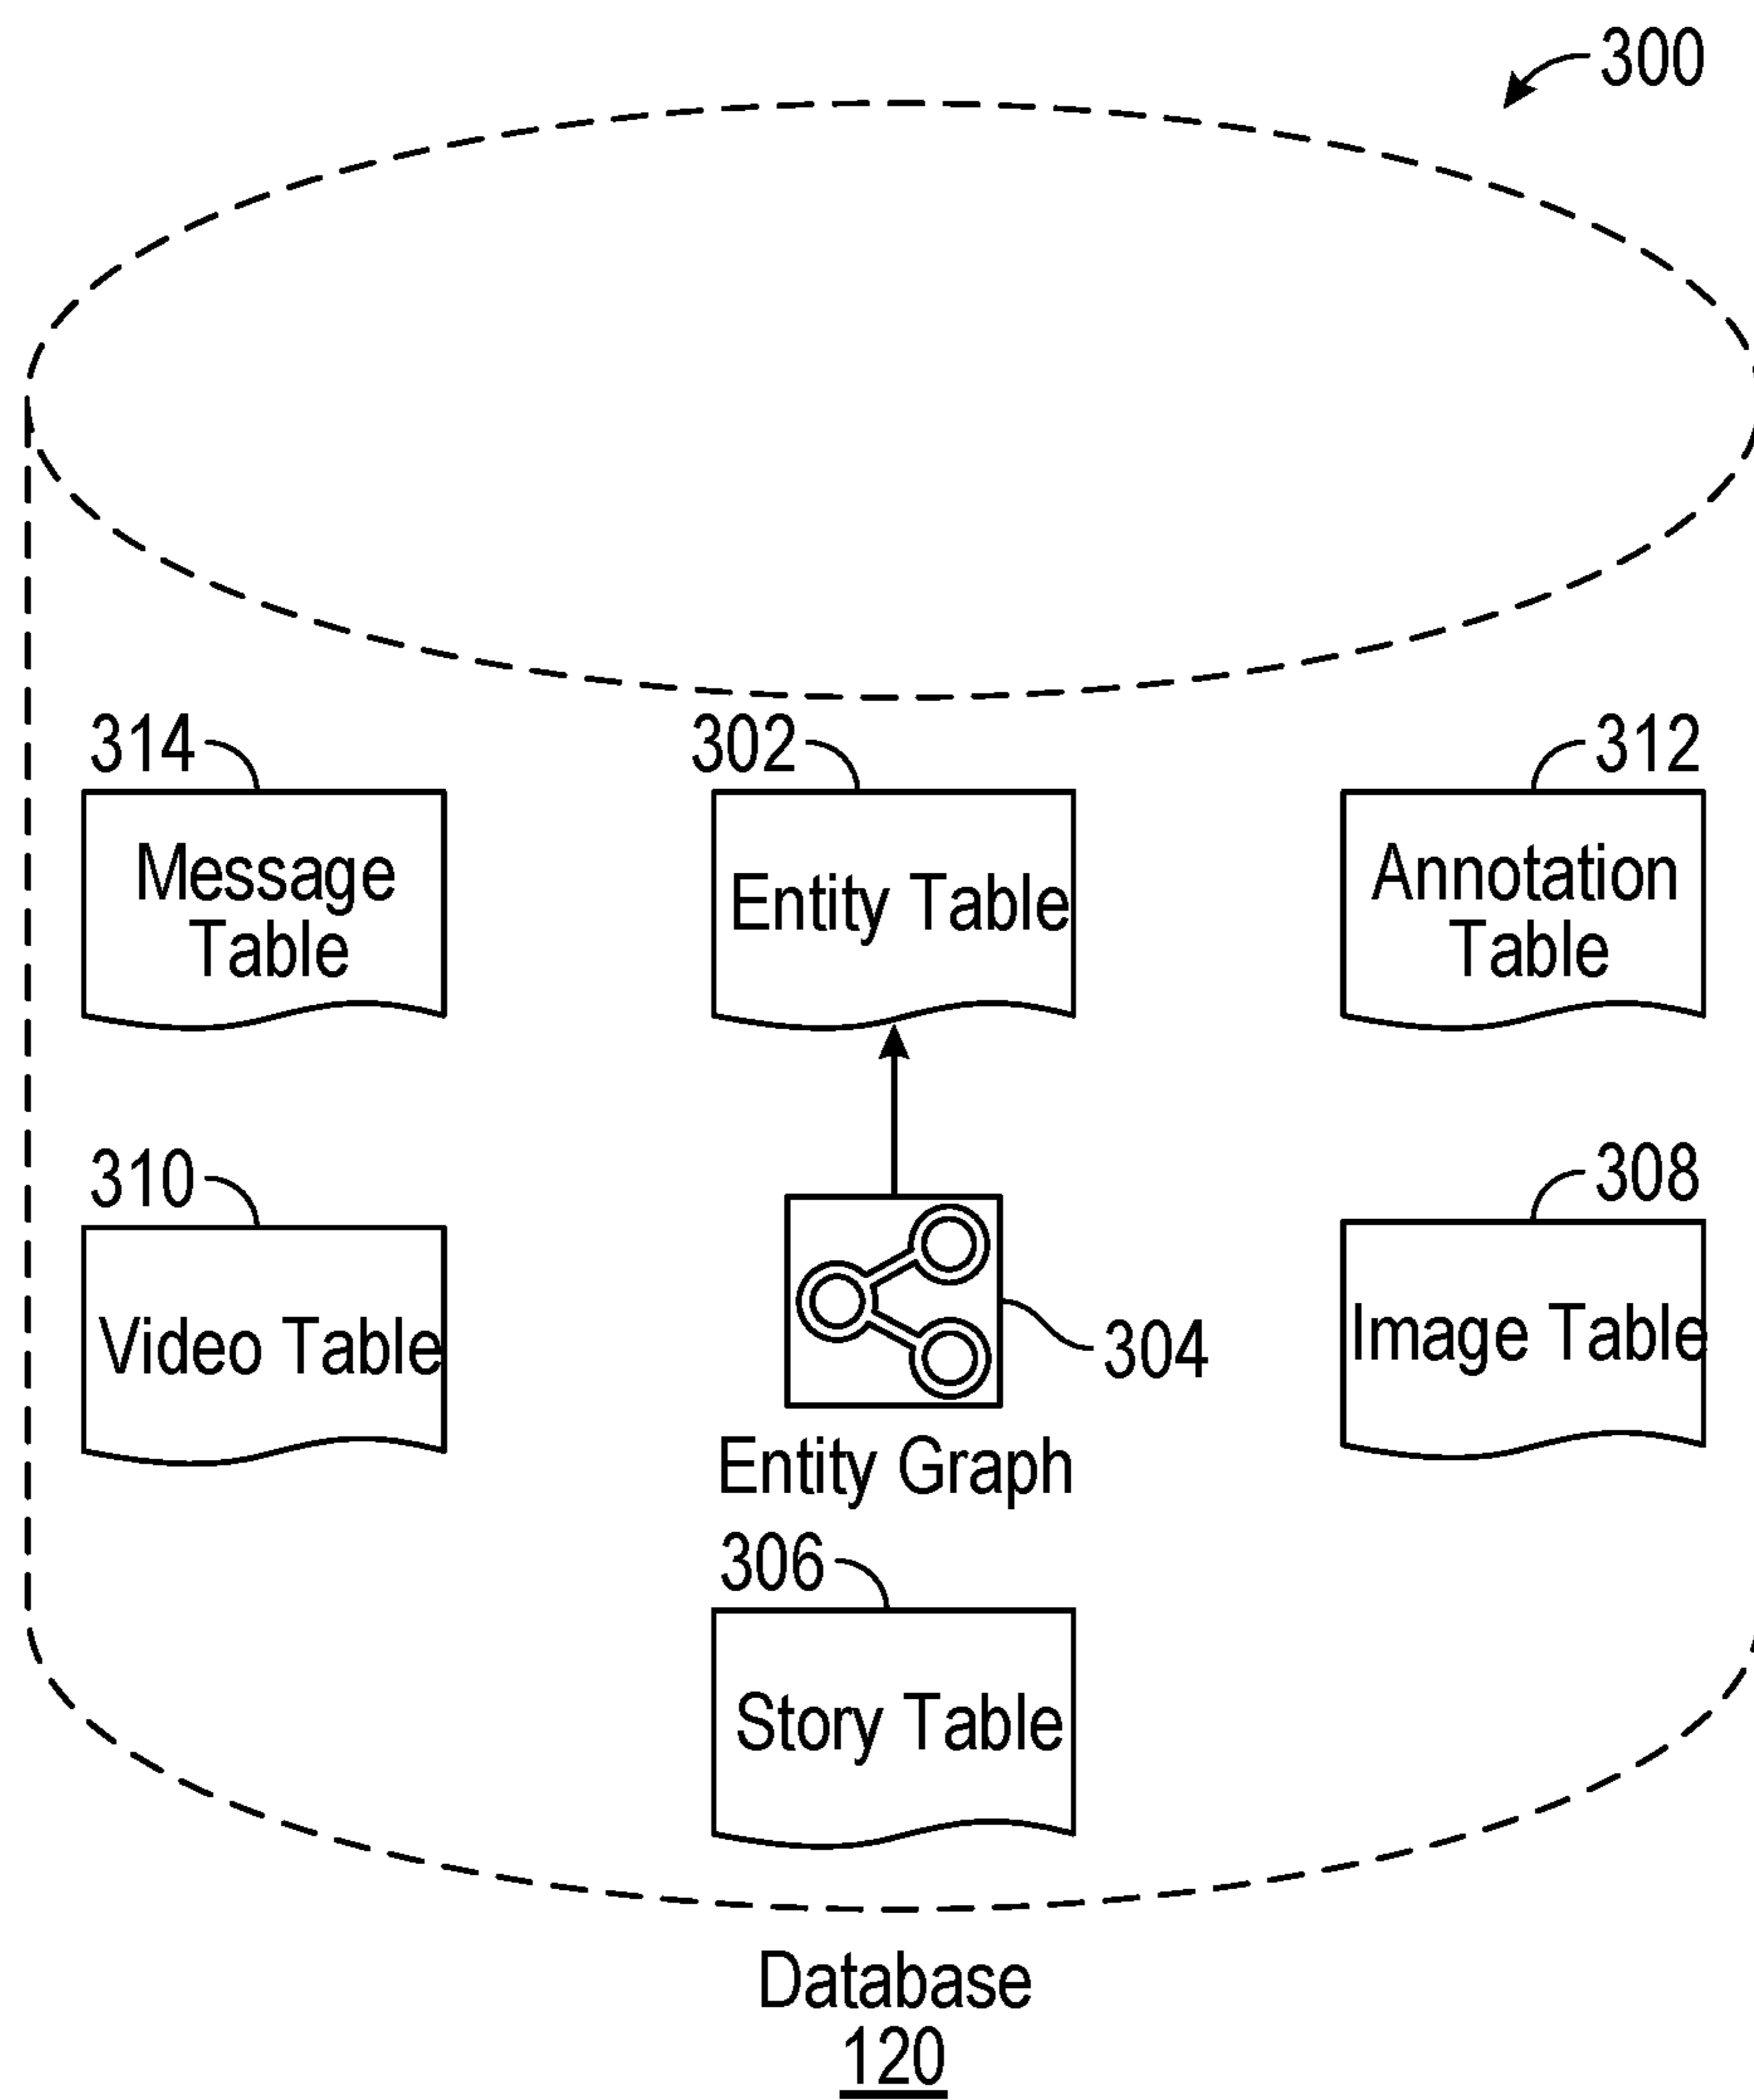 300
314
302
312
Message
Table
Entity Table
Annotation
Table
310
308
Video Table
304
Image Table
Entity Graph
306
Story Table
Database
120